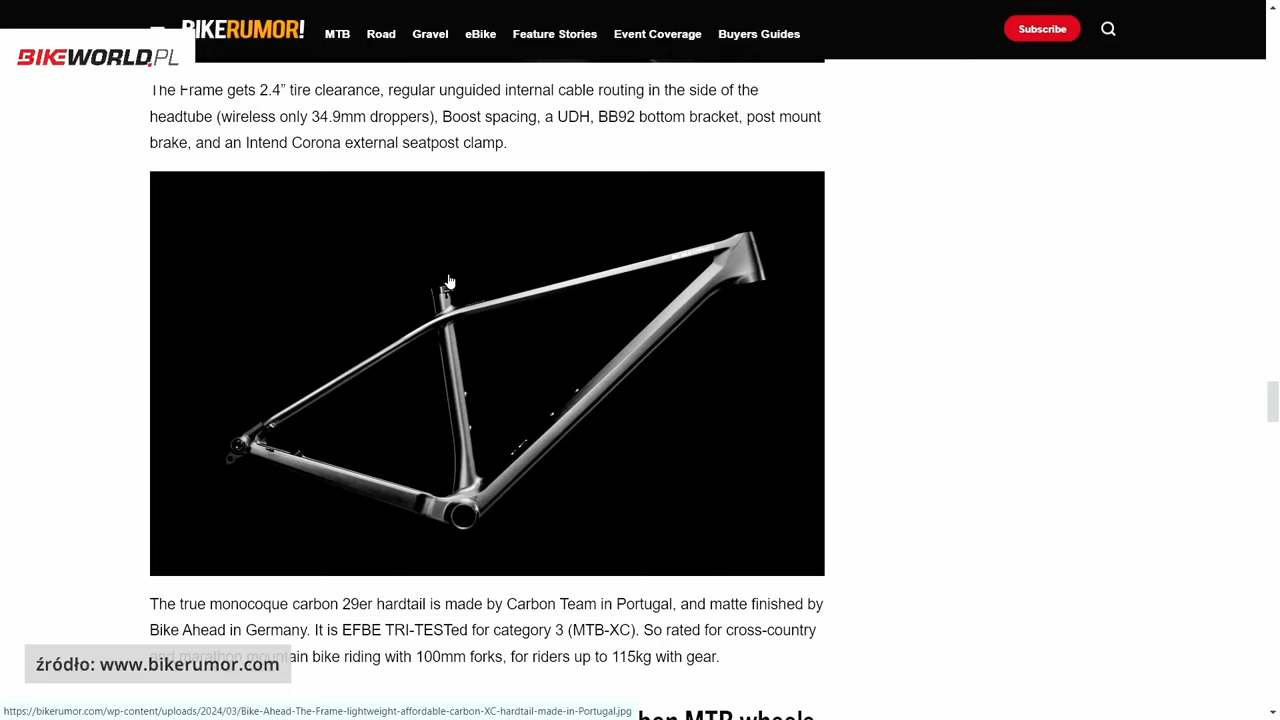 BIKERUMOR!
MTB Road Gravel eBike Feature Stories Event Coverage Buyers Guides
Subscribe
BIKEWORLD.PL
The Frame gets 2.4” tire clearance, regular unguided internal cable routing in the side of the
headtube (wireless only 34.9mm droppers), Boost spacing, a UDH, BB92 bottom bracket, post mount
brake, and an Intend Corona external seatpost clamp.
The true monocoque carbon 29er hardtail is made by Carbon Team in Portugal, and matte finished by
Bike Ahead in Germany. It is EFBE TRI-TESTed for category 3 (MTB-XC). So rated for cross-country
and marathon mountain bike riding with 100mm forks, for riders up to 115kg with gear.
źródło: www.bikerumor.com
https://bikerumor.com/wp-content/uploads/2024/03/Bike-Ahead-The-Frame-lightweight-affordable-carbon-XC-hardtail-made-in-Portugal.jpg
MTB wheels